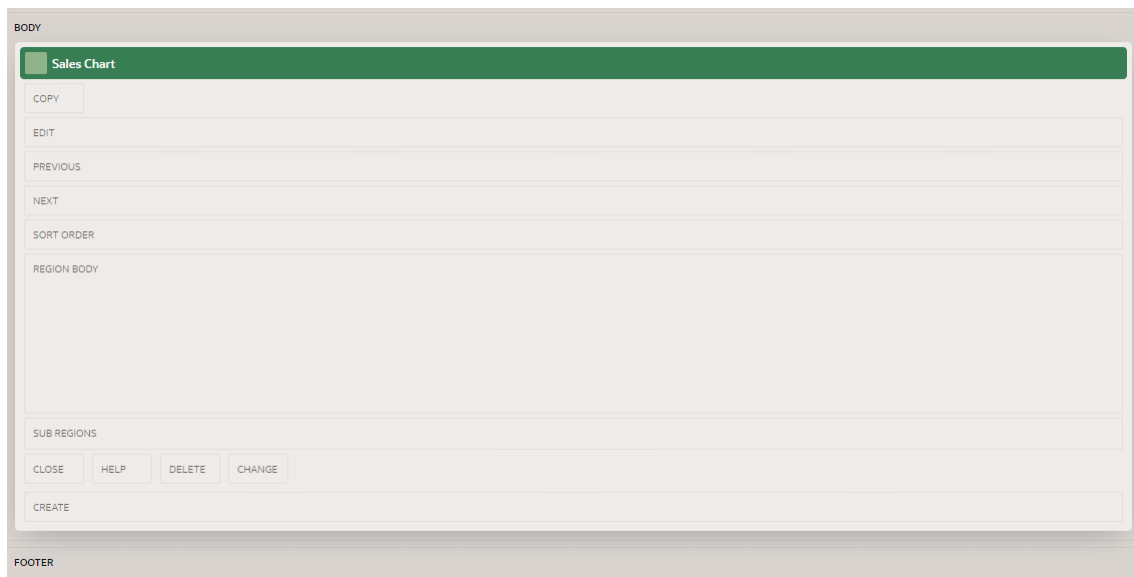 BODY
Sales Chart
COPY
EDIT
PREVIOUS
NEXT
SORT ORDER
REGION BODY
SUB REGIONS
CLOSE HELP DELETE CHANGE
CREATE
FOOTER